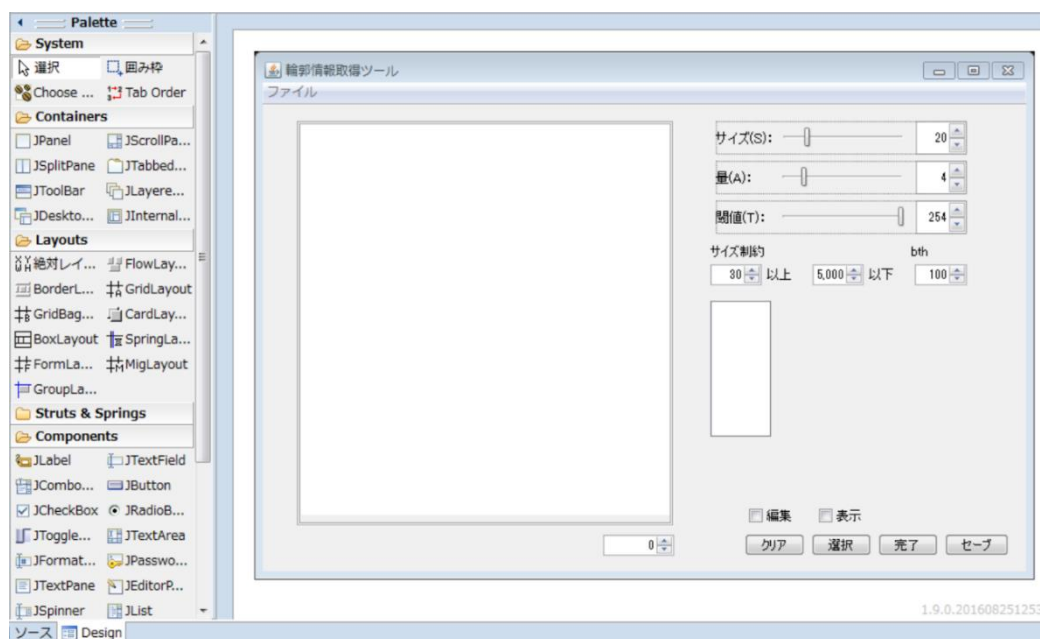 Palette
System
選択 囲み枠
Choose ... Tab Order
Containers
JPanel JScrollPa...
JSplitPane JTabbed...
JToolBar JLayere...
JDeskto... JInternal...
Layouts
絶対レイ... FlowLay...
BorderL... GridLayout
GridBag... CardLay...
BoxLayout SpringLa...
FormLa... MigLayout
GroupLa...
Struts & Springs
Components
JLabel JTextField
JCombo... JButton
JCheckBox JRadioB...
JToggle... JTextArea
JFormat... JPasswo...
JTextPane JEditorP...
JSpinner JList
ソース Design
輪郭情報取得ツール
ファイル
サイズ(S): 20
量(A): 4
閾値(T): 254
サイズ制約 bth
30 以上 5,000 以下 100
編集 表示
0 クリア 選択 完了 セーブ
1.9.0.201608251253